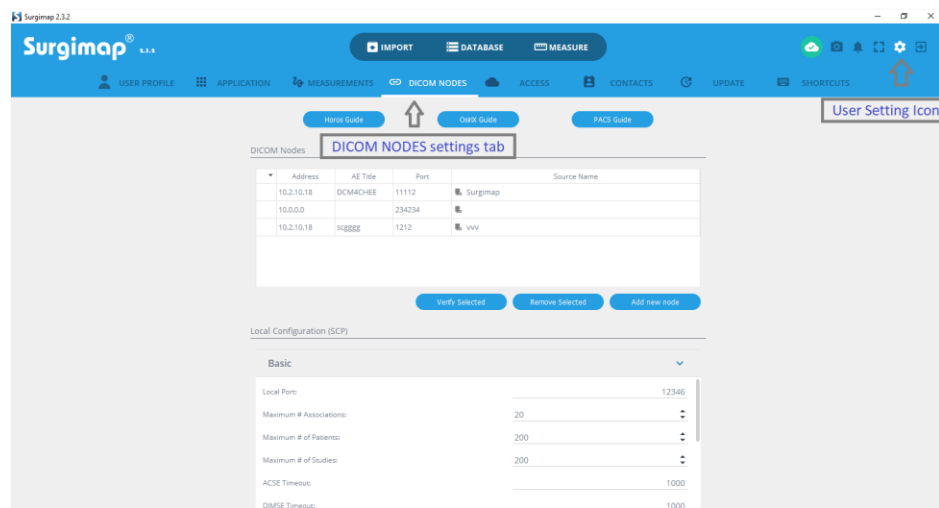 Surgimap 2.3.2
Surgimap® 2.3.2
IMPORT DATABASE MEASURE
USER PROFILE APPLICATION MEASUREMENTS DICOM NODES ACCESS CONTACTS UPDATE SHORTCUTS
User Setting Icon
Horos Guide OsiriX Guide PACS Guide
DICOM NODES settings tab
DICOM Nodes
Address AE Title Port Source Name
10.2.10.18 DCM4CHEE 11112 Surgimap
10.0.0.0 234234
10.2.10.18 scgggg 1212 vvv
Verify Selected Remove Selected Add new node
Local Configuration (SCP)
Basic
Local Port: 12346
Maximum # Associations: 20
Maximum # of Patients: 200
Maximum # of Studies: 200
ACSE Timeout: 1000
DIMSE Timeout: 1000